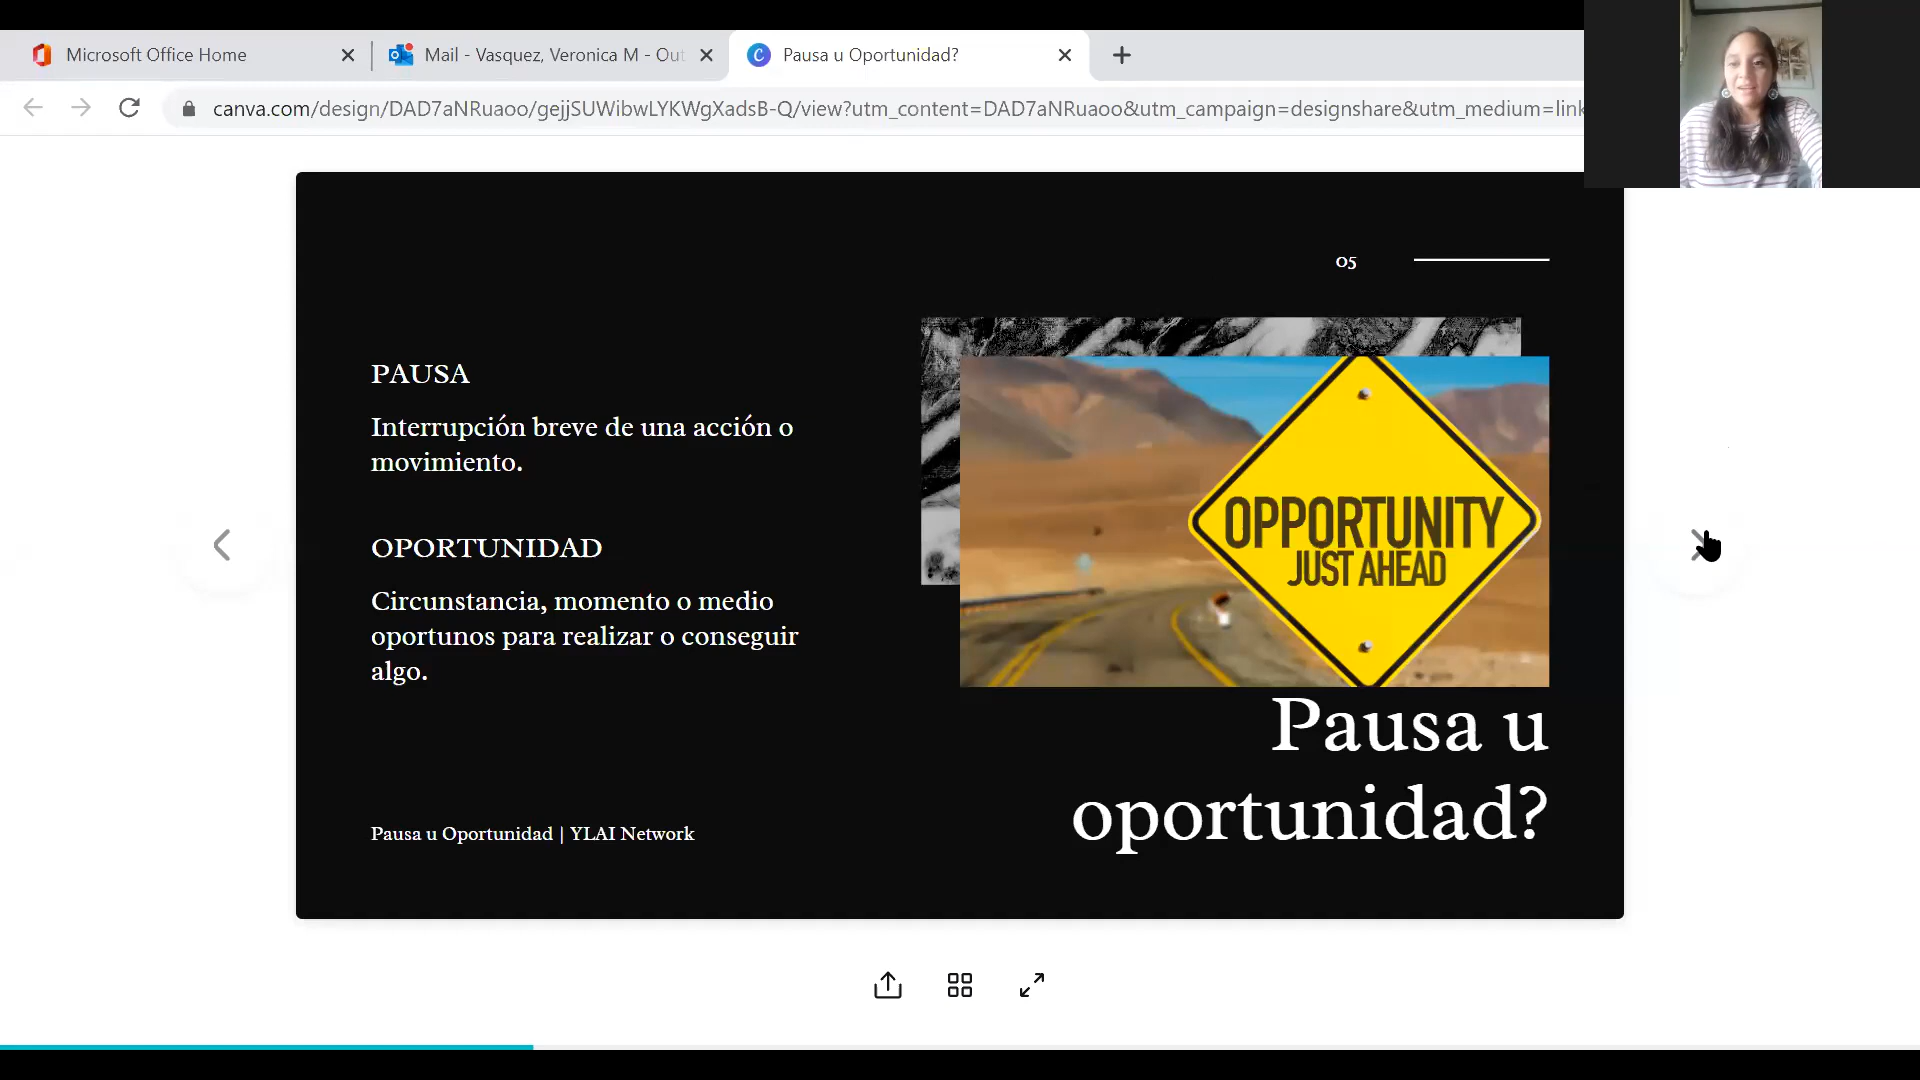 Microsoft Office Home
Mail - Vasquez, Veronica M - Out
Pausa u Oportunidad?
canva.com/design/DAD7aNRuaoo/gejjSUWibwLYKWgXadsB-Q/view?utm_content=DAD7aNRuaoo&utm_campaign=designshare&utm_medium=link
05
PAUSA
Interrupción breve de una acción o
movimiento.
OPORTUNIDAD
Circunstancia, momento o medio
oportunos para realizar o conseguir
algo.
OPPORTUNITY
JUST AHEAD
Pausa u
oportunidad?
Pausa u Oportunidad | YLAI Network